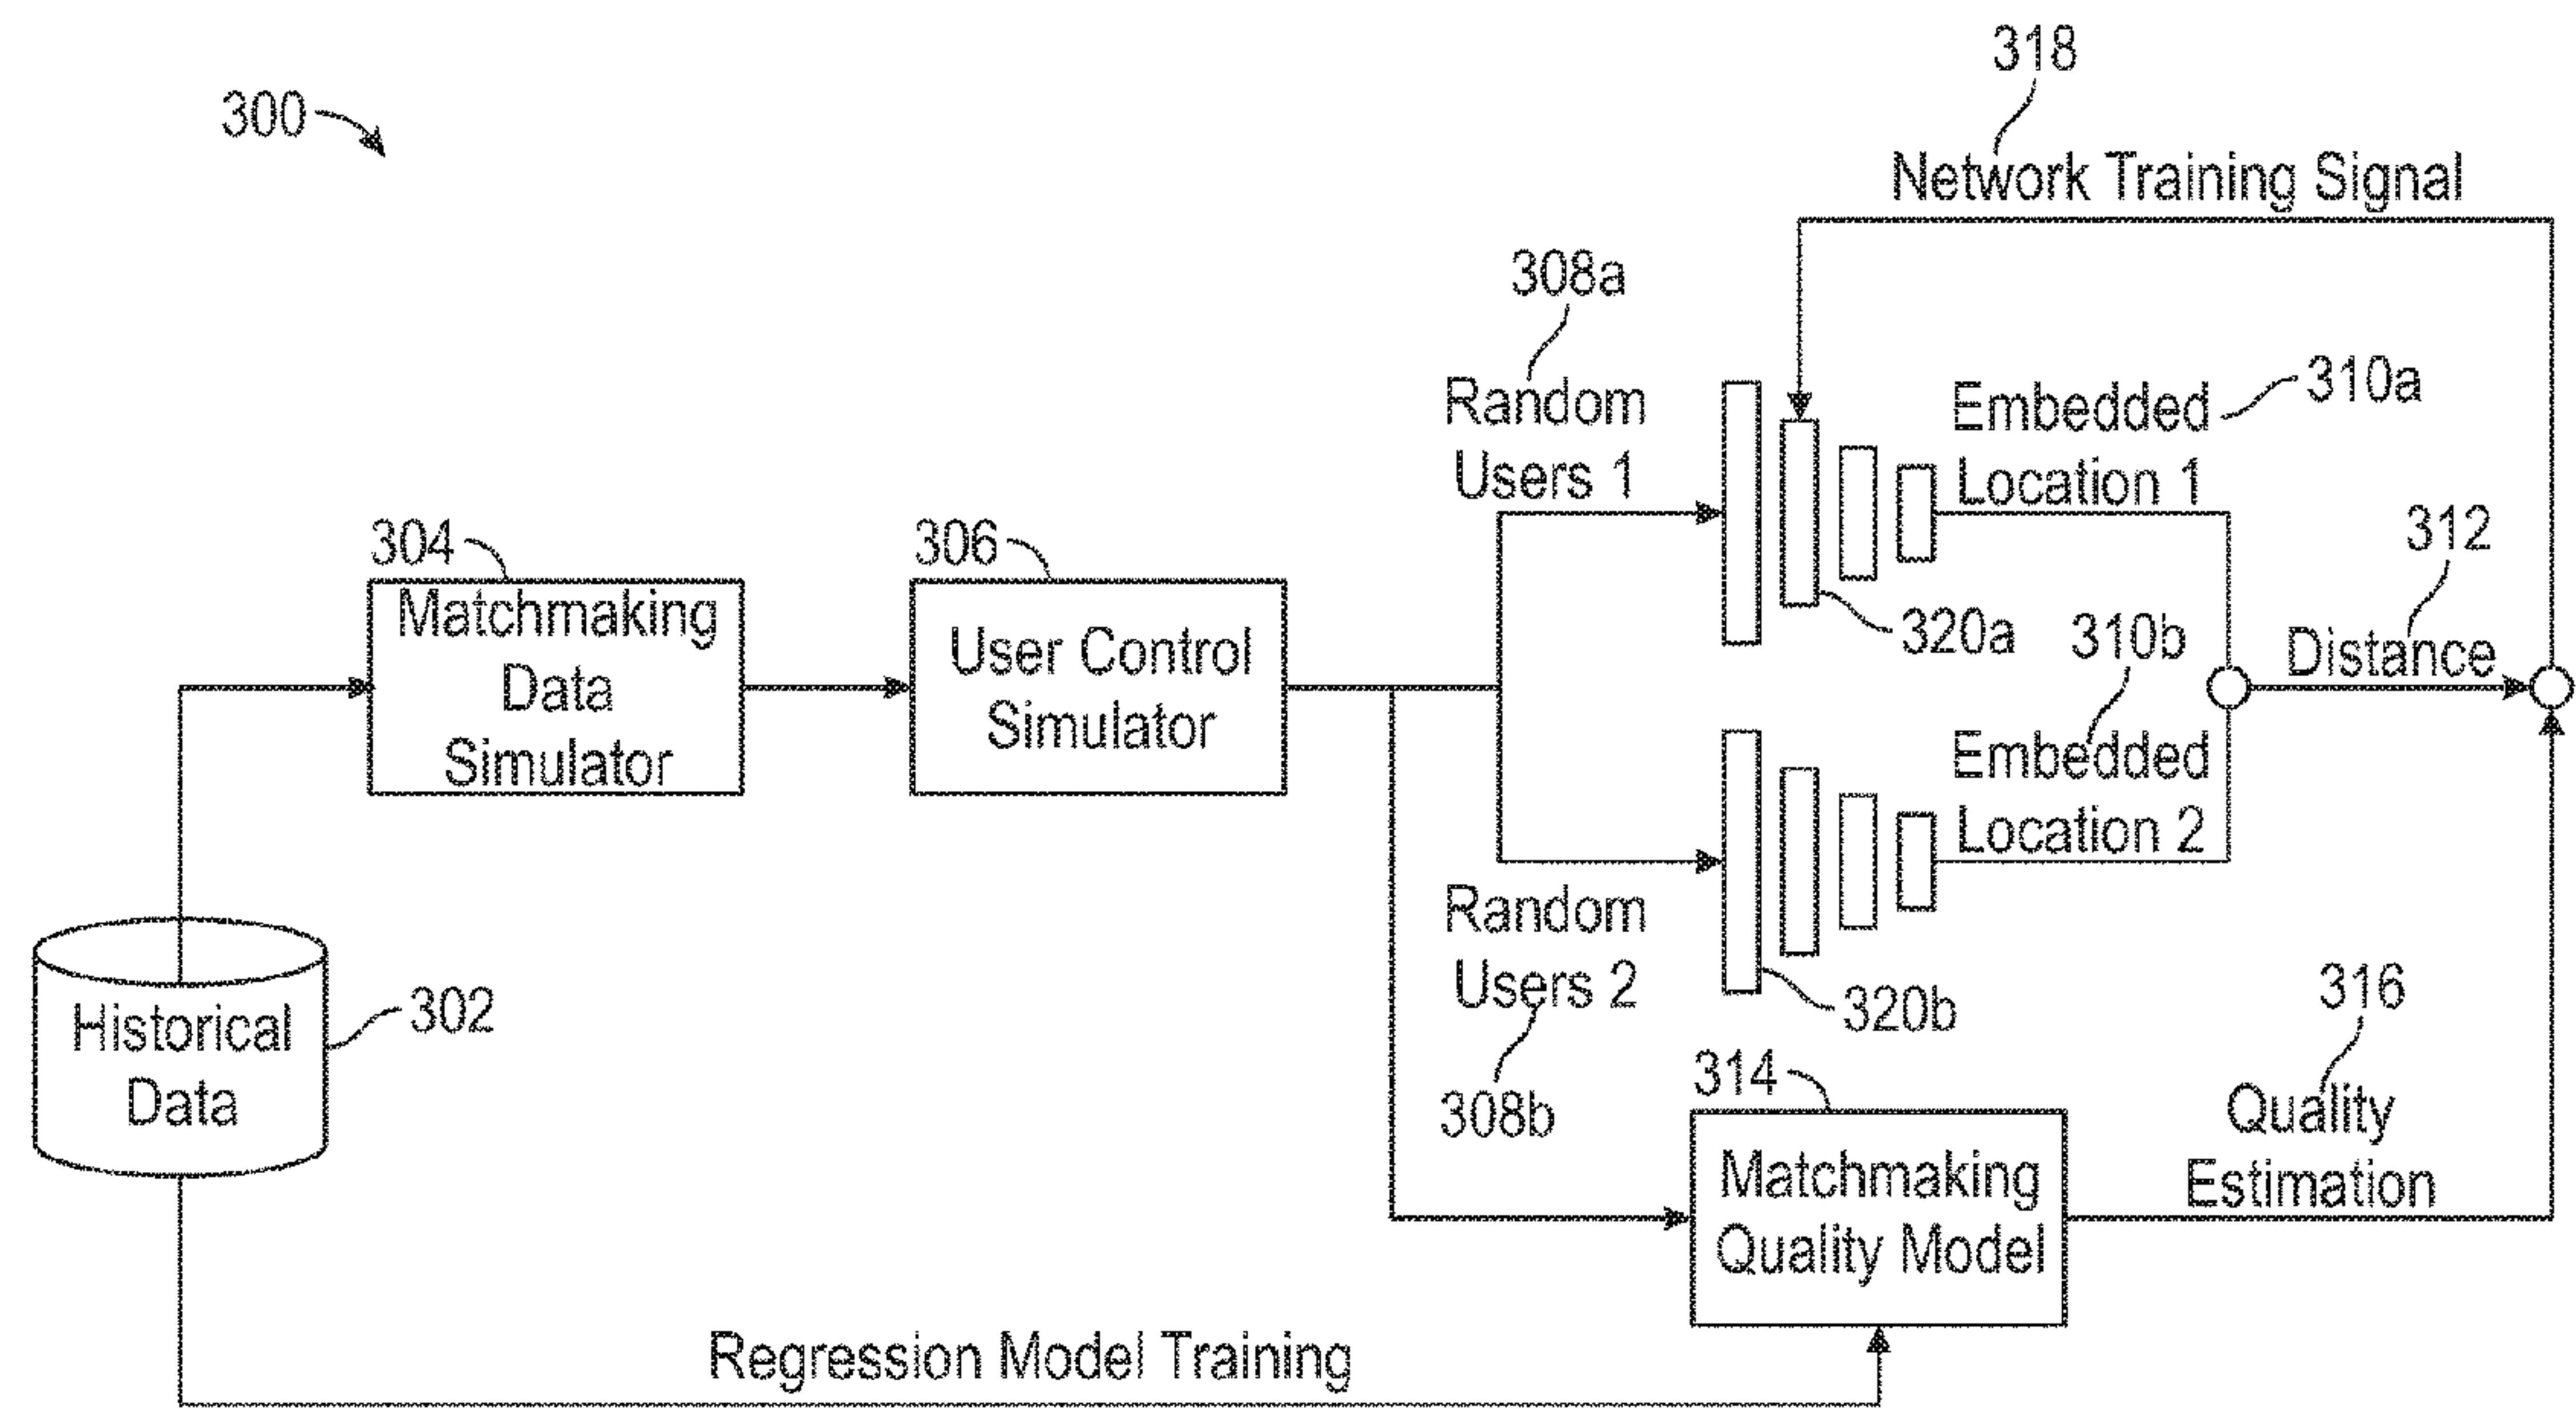 318
300
Network Training Signal
308a
310a
Random
Users 1
Embedded
Location 1
312
304
306
Matchmaking
Data
Simulator
User Control
Simulator
320a
310b
Distance
Embedded
Location 2
Random
Users 2
308b
320b
316
Historical
Data
302
314
Quality
Estimation
Matchmaking
Quality Model
Regression Model Training